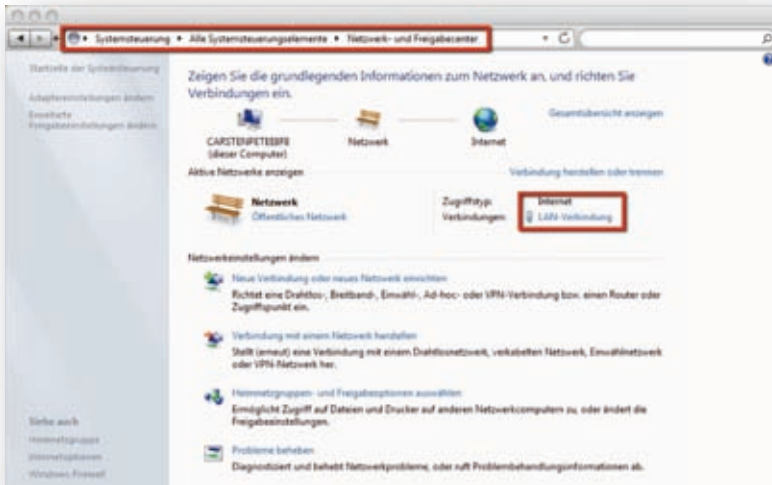 Systemsteuerung ▸ Alle Systemsteuerungselemente ▸ Netzwerk- und Freigabecenter
Startseite der Systemsteuerung
Adaptereinstellungen ändern
Erweiterte
Freigabeeinstellungen ändern
Zeigen Sie die grundlegenden Informationen zum Netzwerk an, und richten Sie
Verbindungen ein.
Gesamtübersicht anzeigen
(dieser Computer)
Netzwerk
Internet
Aktive Netzwerke anzeigen
Verbindung herstellen oder trennen
Netzwerk
Öffentliches Netzwerk
Zugriffstyp: Internet
Verbindungen: LAN-Verbindung
Netzwerkeinstellungen ändern
Neue Verbindung oder neues Netzwerk einrichten
Richtet eine Drahtlos-, Breitband-, Einwähl-, Ad-hoc- oder VPN-Verbindung bzw. einen Router oder
Zugriffspunkt ein.
Verbindung mit einem Netzwerk herstellen
Stellt (erneut) eine Verbindung mit einem Drahtlosnetzwerk, verkabelten Netzwerk, Einwählnetzwerk
oder VPN-Netzwerk her.
Heimnetzgruppen- und Freigabeoptionen auswählen
Ermöglicht Zugriff auf Dateien und Drucker auf anderen Netzwerkcomputern zu, oder ändert die
Freigabeeinstellungen.
Probleme beheben
Diagnostiziert und behebt Netzwerkprobleme, oder ruft Problembehandlungsinformationen ab.
Siehe auch
Heimnetzgruppe
Internetoptionen
Windows-Firewall